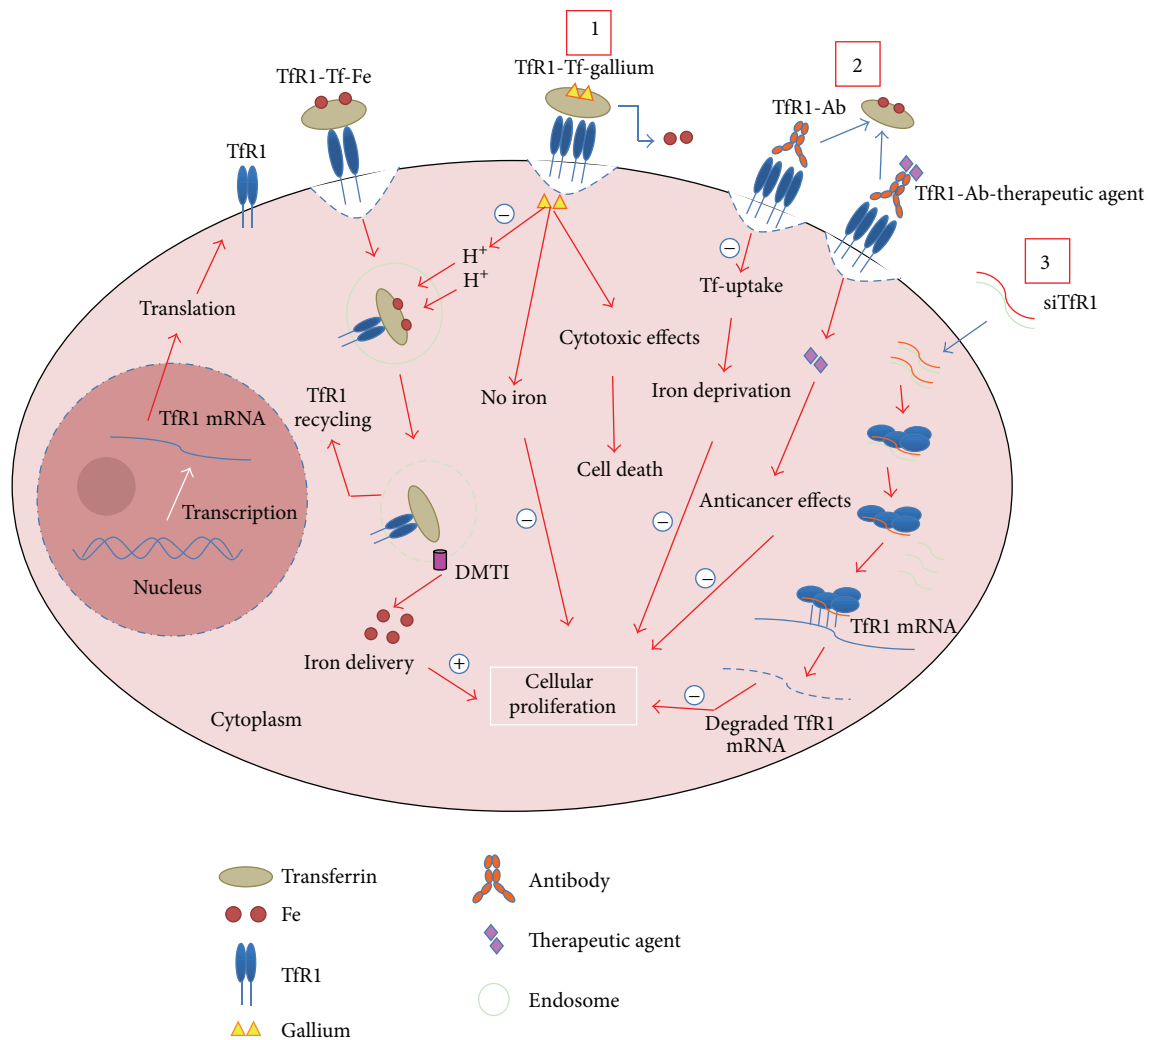 1
TfR1-Tf-gallium
2
TfR1-Tf-Fe
TfR1-Ab
TfR1
TfR1-Ab-therapeutic agent
3
siTfR1
−
H+
H+
−
Tf-uptake
Translation
Cytotoxic effects
TfR1
recycling
No iron
Iron deprivation
TfR1 mRNA
Cell death
Transcription
Anticancer effects
−
−
Nucleus
DMTI
−
TfR1 mRNA
Iron delivery
+
Cellular
proliferation
−
Cytoplasm
Degraded TfR1
mRNA
Transferrin
Fe
TfR1
Gallium
Antibody
Therapeutic agent
Endosome